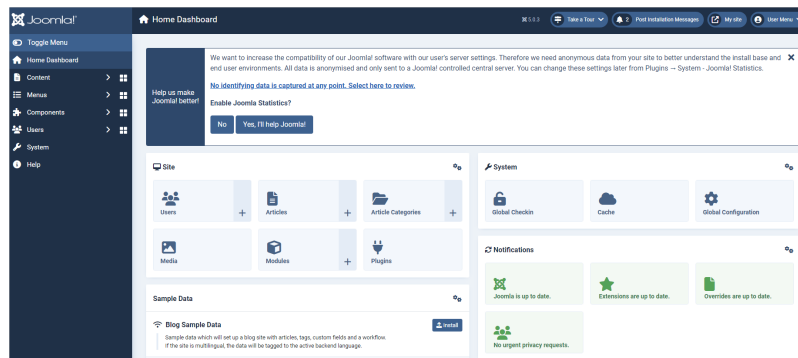 Joomla!
Home Dashboard
5.0.3
Take a Tour
2 Post Installation Messages
My site
User Menu
Toggle Menu
Home Dashboard
Content
Menus
Components
Users
System
Help
Help us make
Joomla! better!
We want to increase the compatibility of our Joomla! software with our user's server settings. Therefore we need anonymous data from your site to better understand the install base and
end user environments. All data is anonymised and only sent to a Joomla! controlled central server. You can change these settings later from Plugins → System - Joomla! Statistics.
No identifying data is captured at any point. Select here to review.
Enable Joomla Statistics?
No
Yes, I'll help Joomla!
Site
Users
Articles
Article Categories
Media
Modules
Plugins
Sample Data
Blog Sample Data
Install
Sample data which will set up a blog site with articles, tags, custom fields and a workflow.
If the site is multilingual, the data will be tagged to the active backend language.
System
Global Checkin
Cache
Global Configuration
Notifications
Joomla is up to date.
Extensions are up to date.
Overrides are up to date.
No urgent privacy requests.